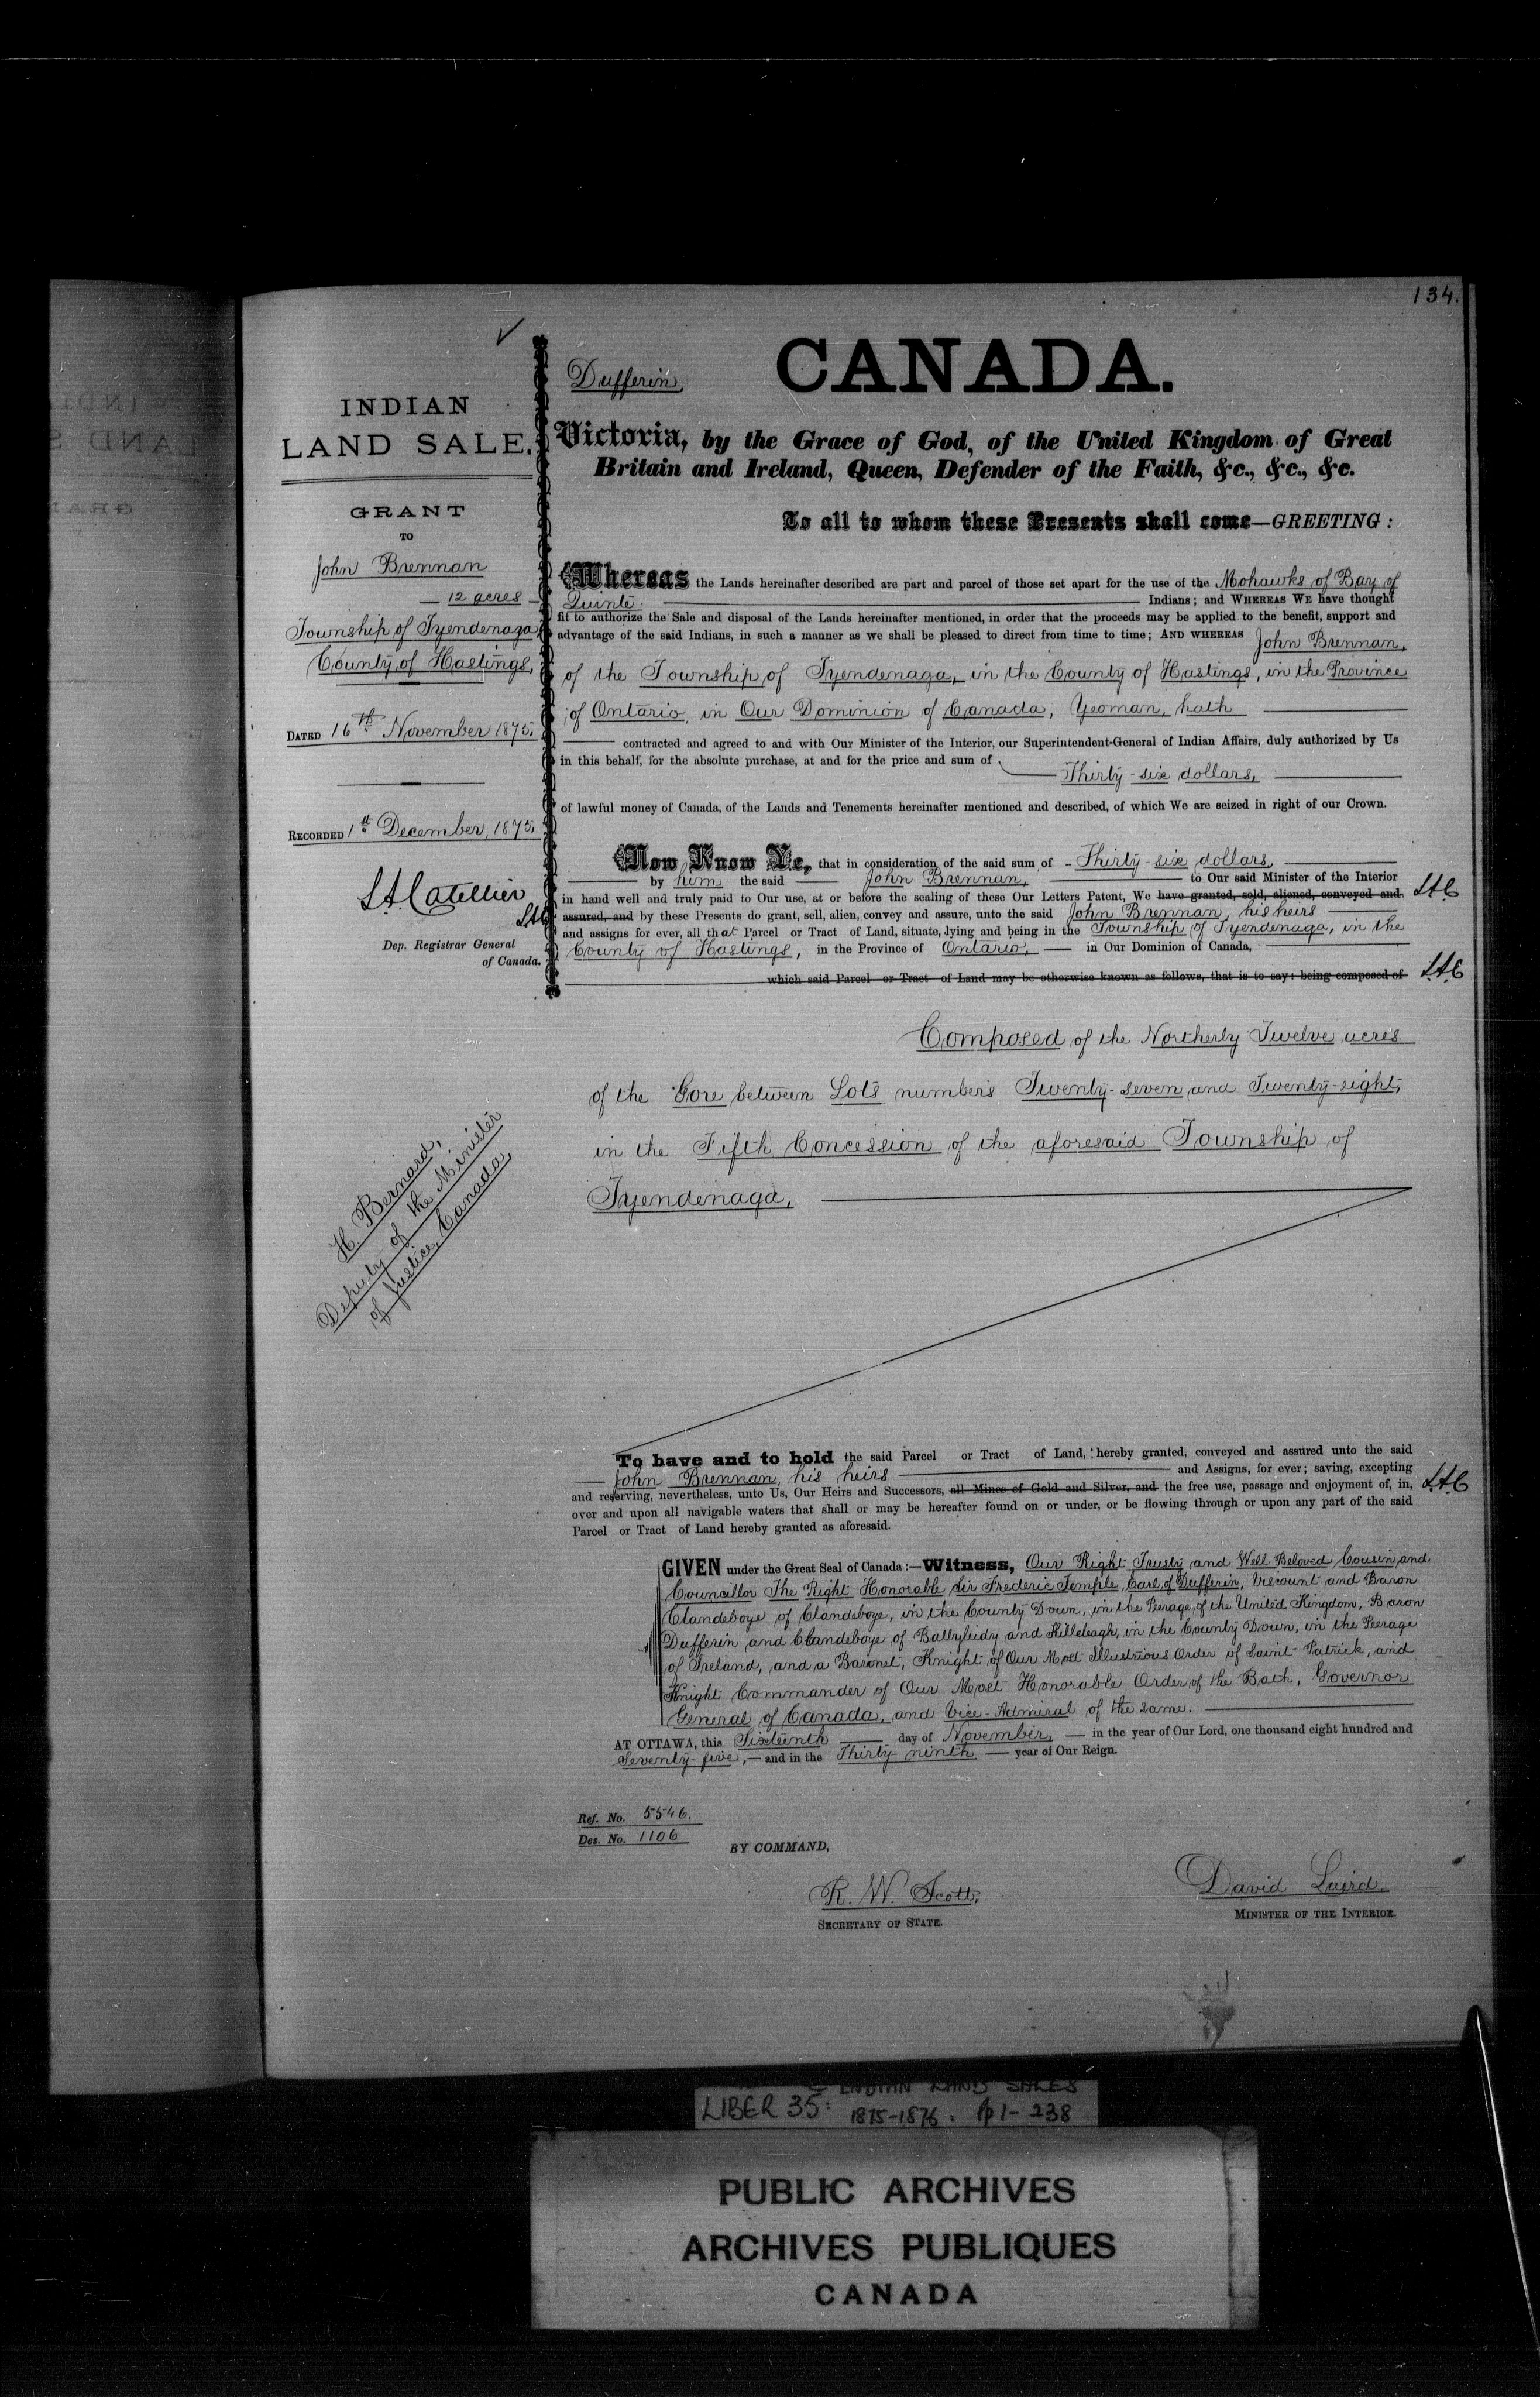 134.
INDIAN
LAND SALE.
GRANT
TO
John Brennan
12 acres
Township of Tyendenaga
County of Hastings,
DATED 16th November 1875.
RECORDED 1st December, 1875.
L.A. Catellier
LAC
Dep. Registrar General
of Canada.
H. Bernard,
Deputy of the Minister
of Justice, Canada,
Dufferin,
CANADA.
Victoria, by the Grace of God, of the United Kingdom of Great
Britain and Ireland, Queen, Defender of the Faith, &c., &c., &c.
To all to whom these Presents shall come—GREETING:
Whereas the Lands hereinafter described are part and parcel of those set apart for the use of the Mohawks of Bay of
Quinté. Indians; and WHEREAS WE have thought
fit to authorize the Sale and disposal of the Lands hereinafter mentioned, in order that the proceeds may be applied to the benefit, support and
advantage of the said Indians, in such a manner as we shall be pleased to direct from time to time; AND WHEREAS John Brennan,
of the Township of Tyendenaga, in the County of Hastings, in the Province
of Ontario, in Our Dominion of Canada, Yeoman, hath
contracted and agreed to and with Our Minister of the Interior, our Superintendent-General of Indian Affairs, duly authorized by Us
in this behalf, for the absolute purchase, at and for the price and sum of
Thirty-six dollars,
of lawful money of Canada, of the Lands and Tenements hereinafter mentioned and described, of which We are seized in right of our Crown.
Now Know Ye, that in consideration of the said sum of - Thirty-six dollars,
by him the said John Brennan, to Our said Minister of the Interior
in hand well and truly paid to Our use, at or before the sealing of these Our Letters Patent, We have granted, sold, aliened, conveyed and LAC
assured, and by these Presents do grant, sell, alien, convey and assure, unto the said John Brennan, his heirs
and assigns for ever, all that Parcel or Tract of Land, situate, lying and being in the Township of Tyendenaga, in the
County of Hastings, in the Province of Ontario, in Our Dominion of Canada,
which said Parcel or Tract of Land may be otherwise known as follows, that is to say: being composed of LAC
Composed of the Northerly Twelve acres
of the Gore between Lots numbers Twenty-seven and Twenty-eight,
in the Fifth Concession of the aforesaid Township of
Tyendenaga,
To have and to hold the said Parcel or Tract of Land, hereby granted, conveyed and assured unto the said
John Brennan, his heirs and Assigns, for ever; saving, excepting
and reserving, nevertheless, unto Us, Our Heirs and Successors, all Mines of Gold and Silver, and the free use, passage and enjoyment of, in, LAC
over and upon all navigable waters that shall or may be hereafter found on or under, or be flowing through or upon any part of the said
Parcel or Tract of Land hereby granted as aforesaid.
GIVEN under the Great Seal of Canada:—Witness, Our Right Trusty and Well Beloved Cousin and
Councillor The Right Honorable Sir Frederic Temple, Earl of Dufferin, Viscount and Baron
Clandeboye of Clandeboye, in the County Down, in the Peerage of the United Kingdom, Baron
Dufferin and Clandeboye of Ballyleidy and Killeleagh, in the County Down, in the Peerage
of Ireland, and a Baronet, Knight of Our Most Illustrious Order of Saint Patrick, and
Knight Commander of Our Most Honorable Order of the Bath, Governor
General of Canada, and Vice-Admiral of the same.
AT OTTAWA, this Sixteenth day of November, in the year of Our Lord, one thousand eight hundred and
Seventy-five, and in the Thirty-ninth year of Our Reign.
Ref. No. 5546.
Des. No. 1106
BY COMMAND,
R. W. Scott,
SECRETARY OF STATE.
David Laird,
MINISTER OF THE INTERIOR.
INDIAN LAND SALES
LIBER 35: 1875-1876: pp 1-238
PUBLIC ARCHIVES
ARCHIVES PUBLIQUES
CANADA